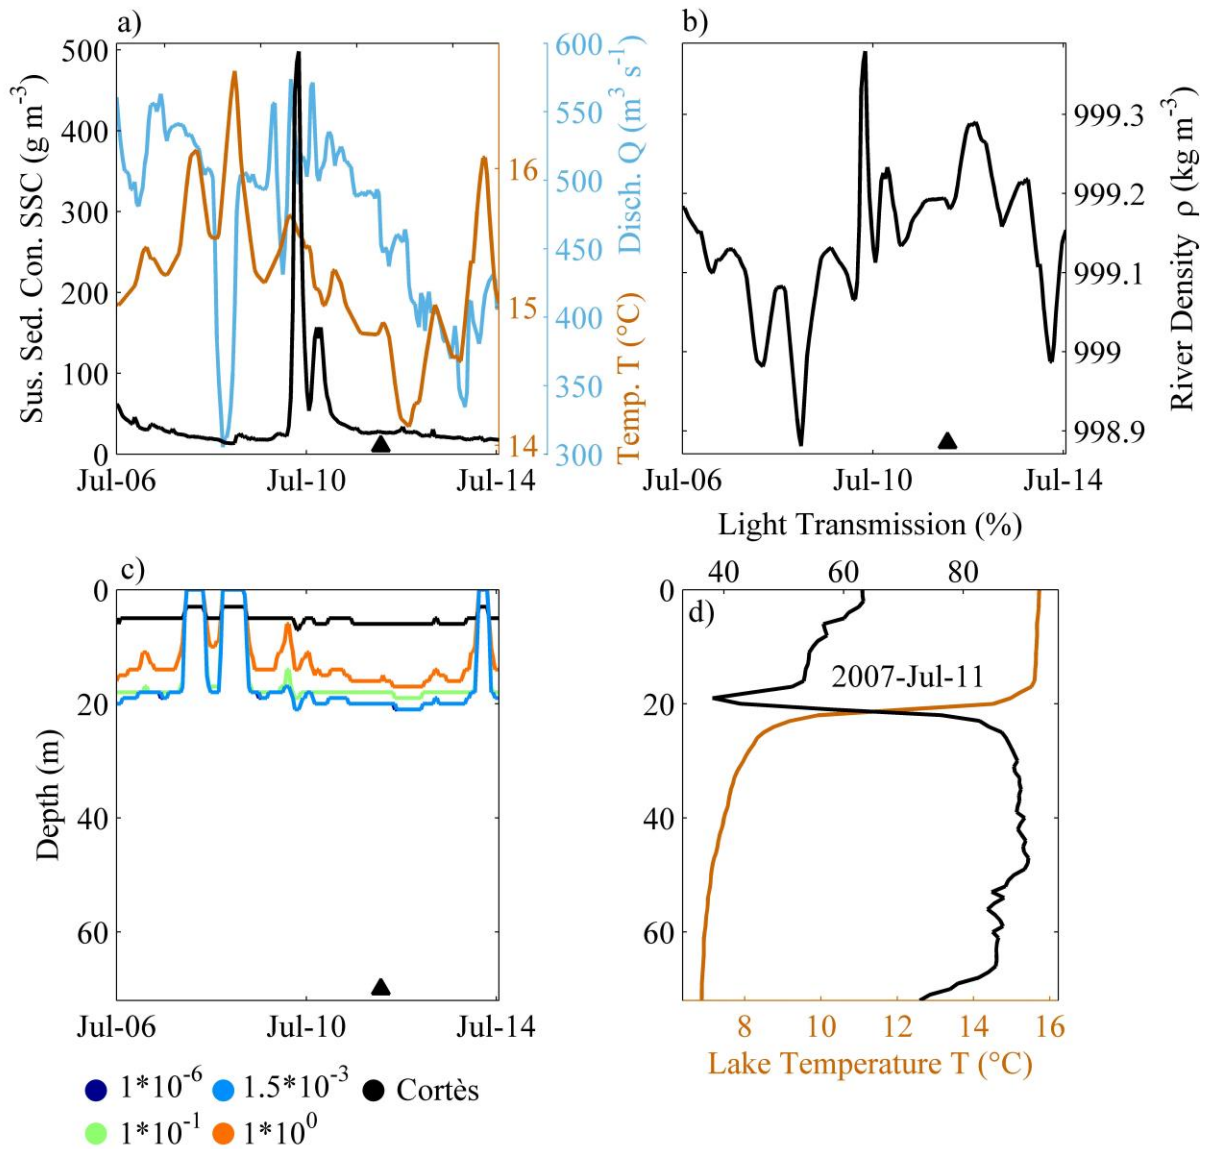 a)
b)
500
400
300
200
100
0
Sus. Sed. Con. SSC (g m⁻³)
16
15
14
Temp. T (°C)
600
550
500
450
400
350
300
Disch. Q (m³ s⁻¹)
Jul-06 Jul-10 Jul-14
999.3
999.2
999.1
999
998.9
River Density ρ (kg m⁻³)
Jul-06 Jul-10 Jul-14
c)
0
20
40
60
Depth (m)
Jul-06 Jul-10 Jul-14
Light Transmission (%)
40 60 80
d)
2007-Jul-11
0
20
40
60
8 10 12 14 16
Lake Temperature T (°C)
1*10⁻⁶ 1.5*10⁻³ Cortès
1*10⁻¹ 1*10⁰